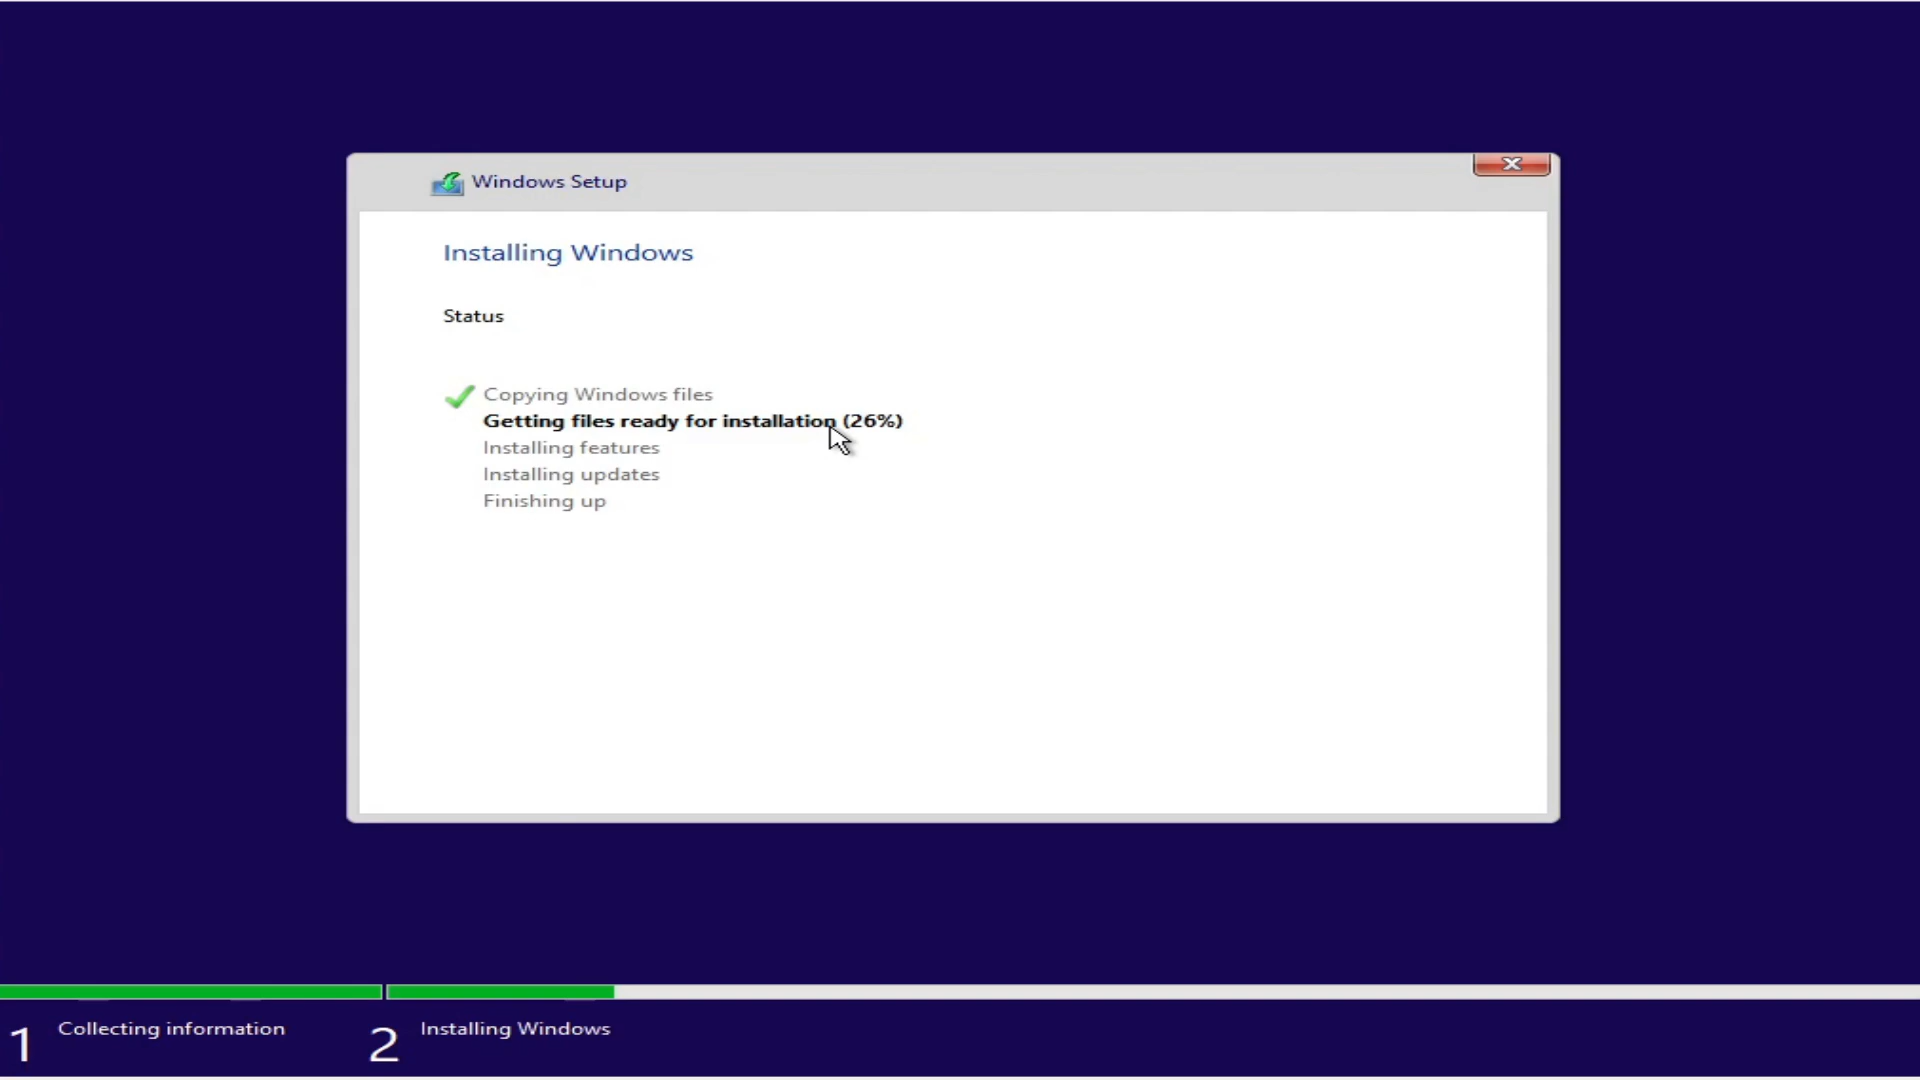 Windows Setup
Installing Windows
Status
Copying Windows files
Getting files ready for installation (26%)
Installing features
Installing updates
Finishing up
1 Collecting information
2 Installing Windows